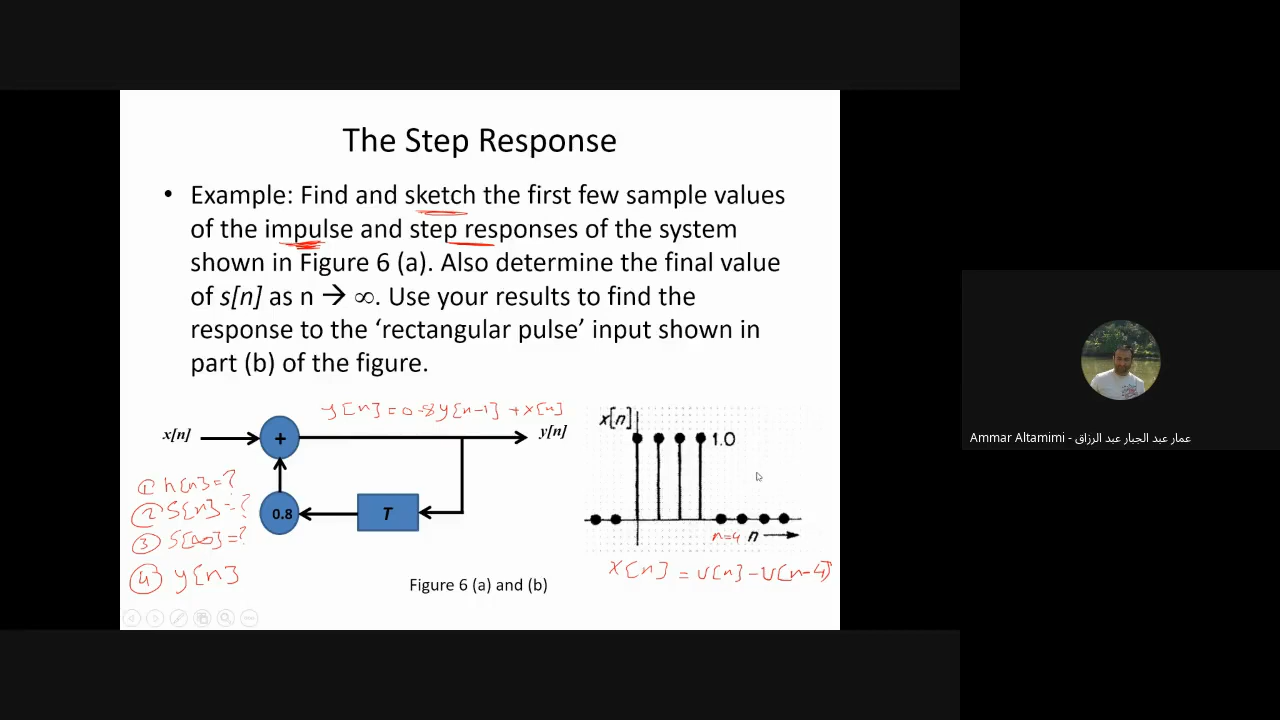 The Step Response
• Example: Find and sketch the first few sample values
of the impulse and step responses of the system
shown in Figure 6 (a). Also determine the final value
of s[n] as n → ∞. Use your results to find the
response to the 'rectangular pulse' input shown in
part (b) of the figure.
y[n]=0.8y[n-1]+x[n]
x[n]
+
y[n]
0.8
T
① h[n]=?
② S[n]=?
③ S[∞]=?
④ y[n]
x[n]
1.0
n=4
n
x[n] = u[n]-u[n-4]
Figure 6 (a) and (b)
Ammar Altamimi - عمار عبد الجبار عبد الرزاق